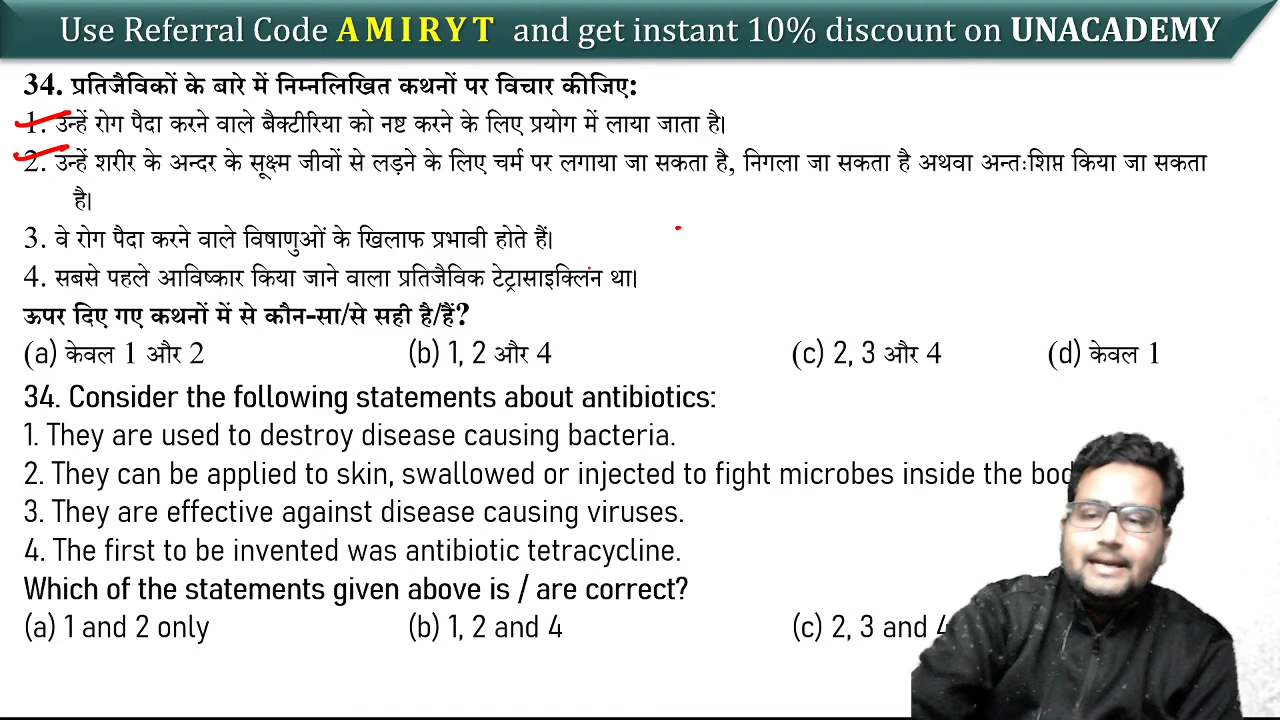 Use Referral Code A M I R Y T and get instant 10% discount on UNACADEMY
34. प्रतिजैविकों के बारे में निम्नलिखित कथनों पर विचार कीजिए:
1. उन्हें रोग पैदा करने वाले बैक्टीरिया को नष्ट करने के लिए प्रयोग में लाया जाता है।
2. उन्हें शरीर के अन्दर के सूक्ष्म जीवों से लड़ने के लिए चर्म पर लगाया जा सकता है, निगला जा सकता है अथवा अन्तःशिप्त किया जा सकता
है।
3. वे रोग पैदा करने वाले विषाणुओं के खिलाफ प्रभावी होते हैं।
4. सबसे पहले आविष्कार किया जाने वाला प्रतिजैविक टेट्रासाइक्लिन था।
ऊपर दिए गए कथनों में से कौन-सा/से सही है/हैं?
(a) केवल 1 और 2 (b) 1, 2 और 4 (c) 2, 3 और 4 (d) केवल 1
34. Consider the following statements about antibiotics:
1. They are used to destroy disease causing bacteria.
2. They can be applied to skin, swallowed or injected to fight microbes inside the
3. They are effective against disease causing viruses.
4. The first to be invented was antibiotic tetracycline.
Which of the statements given above is / are correct?
(a) 1 and 2 only (b) 1, 2 and 4 (c) 2, 3 and 4